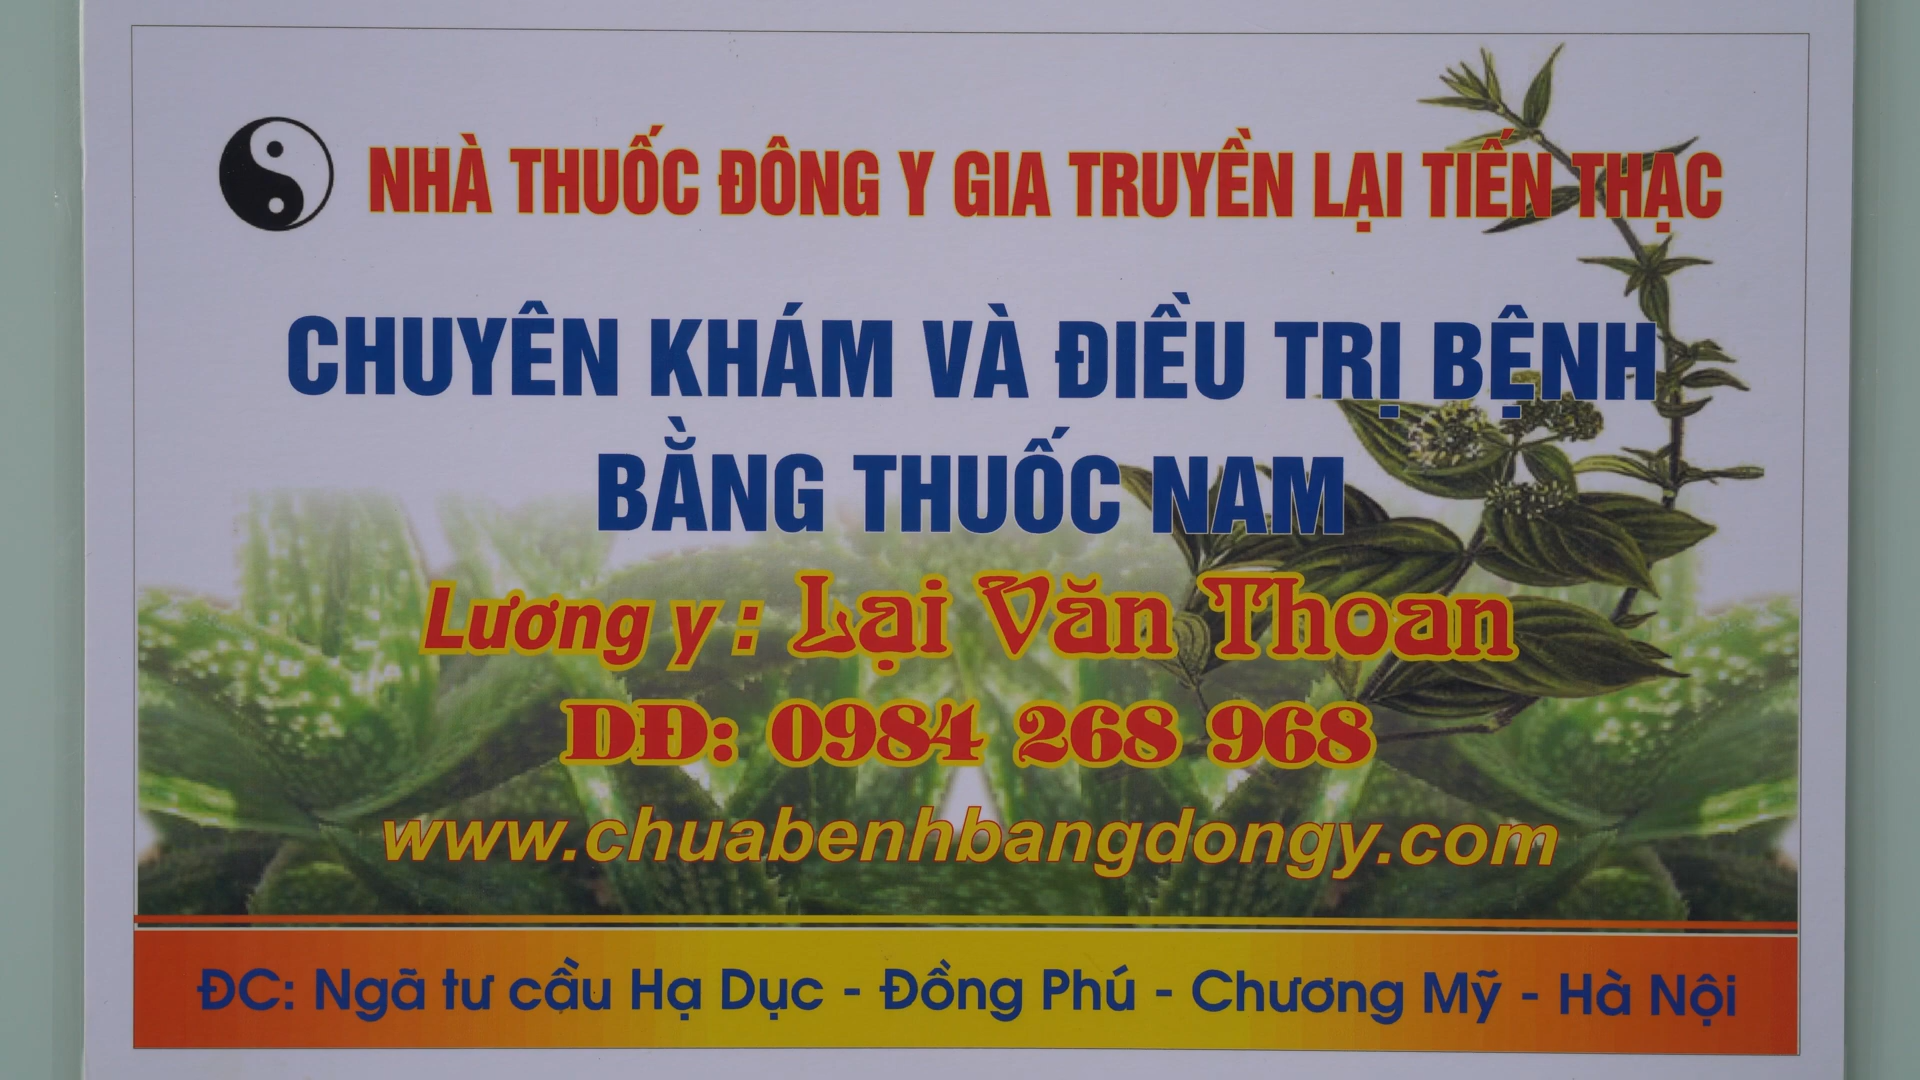 NHÀ THUỐC ĐÔNG Y GIA TRUYỀN LẠI TIẾN THẠC
CHUYÊN KHÁM VÀ ĐIỀU TRỊ BỆNH
BẰNG THUỐC NAM
Lương y : Lại Văn Thoan
DĐ: 0984 268 968
www.chuabenhbangdongy.com
ĐC: Ngã tư cầu Hạ Dục - Đồng Phú - Chương Mỹ - Hà Nội